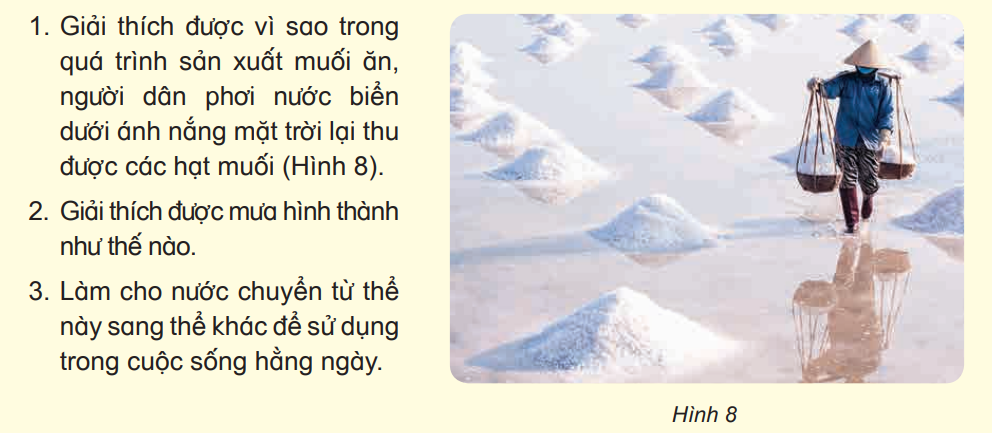 1. Giải thích được vì sao trong
quá trình sản xuất muối ăn,
người dân phơi nước biển
dưới ánh nắng mặt trời lại thu
được các hạt muối (Hình 8).
2. Giải thích được mưa hình thành
như thế nào.
3. Làm cho nước chuyển từ thể
này sang thể khác để sử dụng
trong cuộc sống hằng ngày.
Hình 8